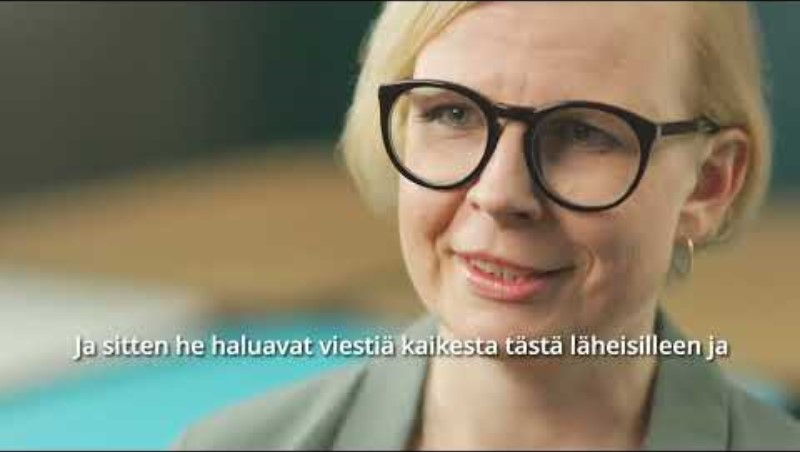 Ja sitten he haluavat viestiä kaikesta tästä läheisilleen ja